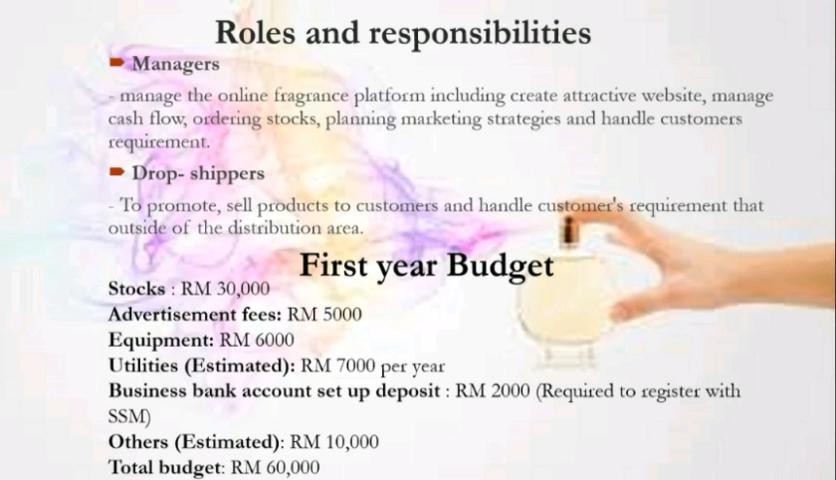 Roles and responsibilities
Managers
- manage the online fragrance platform including create attractive website, manage
cash flow, ordering stocks, planning marketing strategies and handle customers
requirement.
Drop- shippers
- To promote, sell products to customers and handle customer's requirement that
outside of the distribution area.
First year Budget
Stocks : RM 30,000
Advertisement fees: RM 5000
Equipment: RM 6000
Utilities (Estimated): RM 7000 per year
Business bank account set up deposit : RM 2000 (Required to register with
SSM)
Others (Estimated): RM 10,000
Total budget: RM 60,000